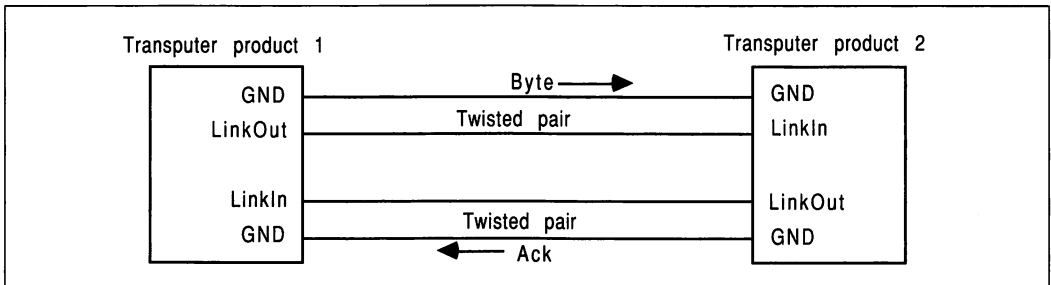 Transputer product 1
Transputer product 2
Byte
GND
GND
Twisted pair
LinkOut
LinkIn
LinkIn
LinkOut
Twisted pair
GND
GND
Ack